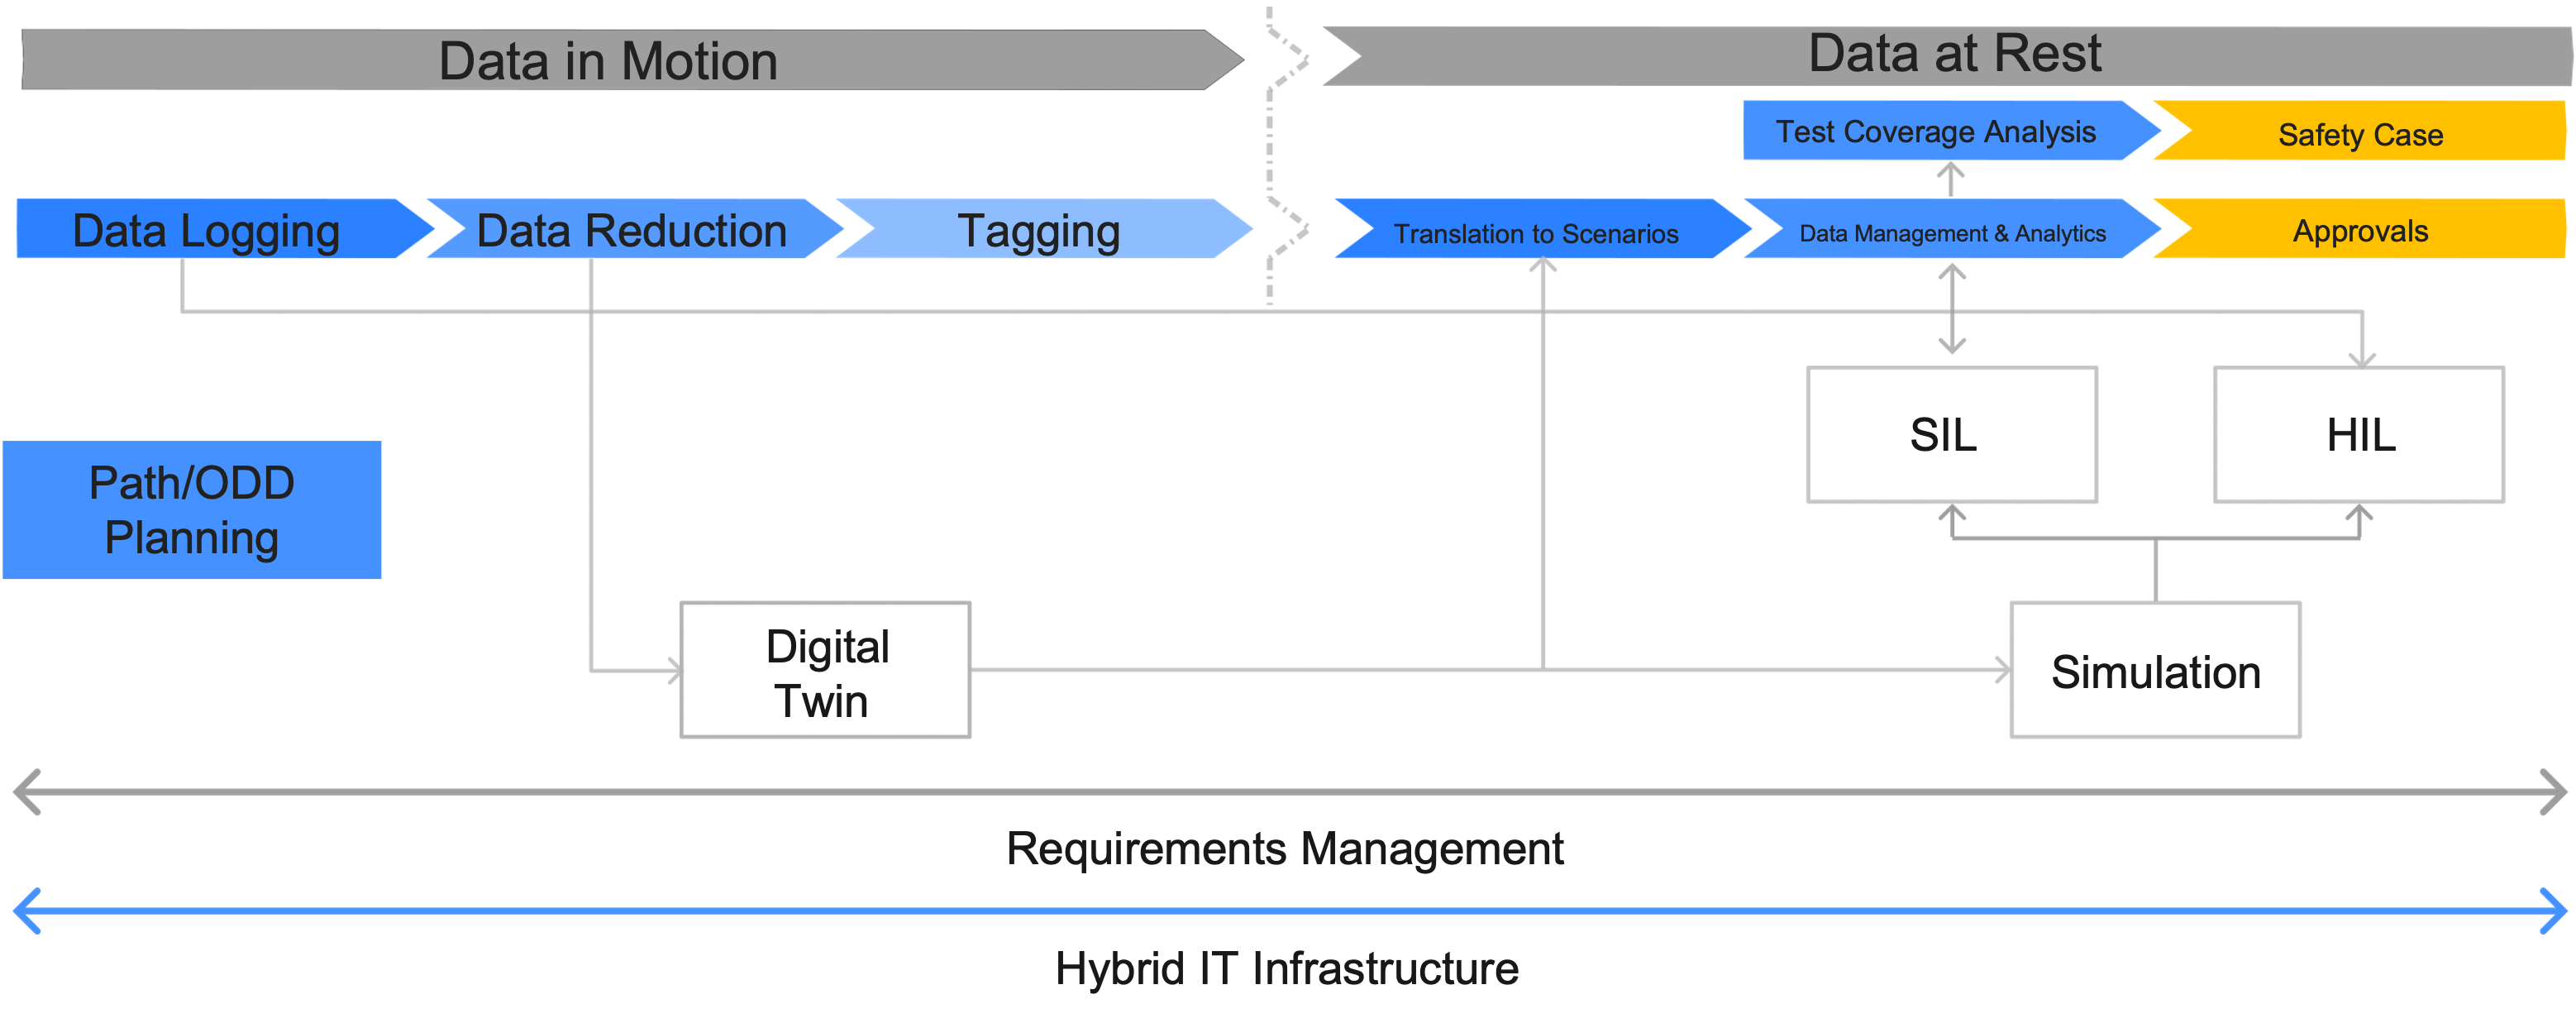 Data in Motion
Data at Rest
Test Coverage Analysis
Safety Case
Data Logging
Data Reduction
Tagging
Translation to Scenarios
Data Management & Analytics
Approvals
Path/ODD
Planning
SIL
HIL
Digital
Twin
Simulation
Requirements Management
Hybrid IT Infrastructure